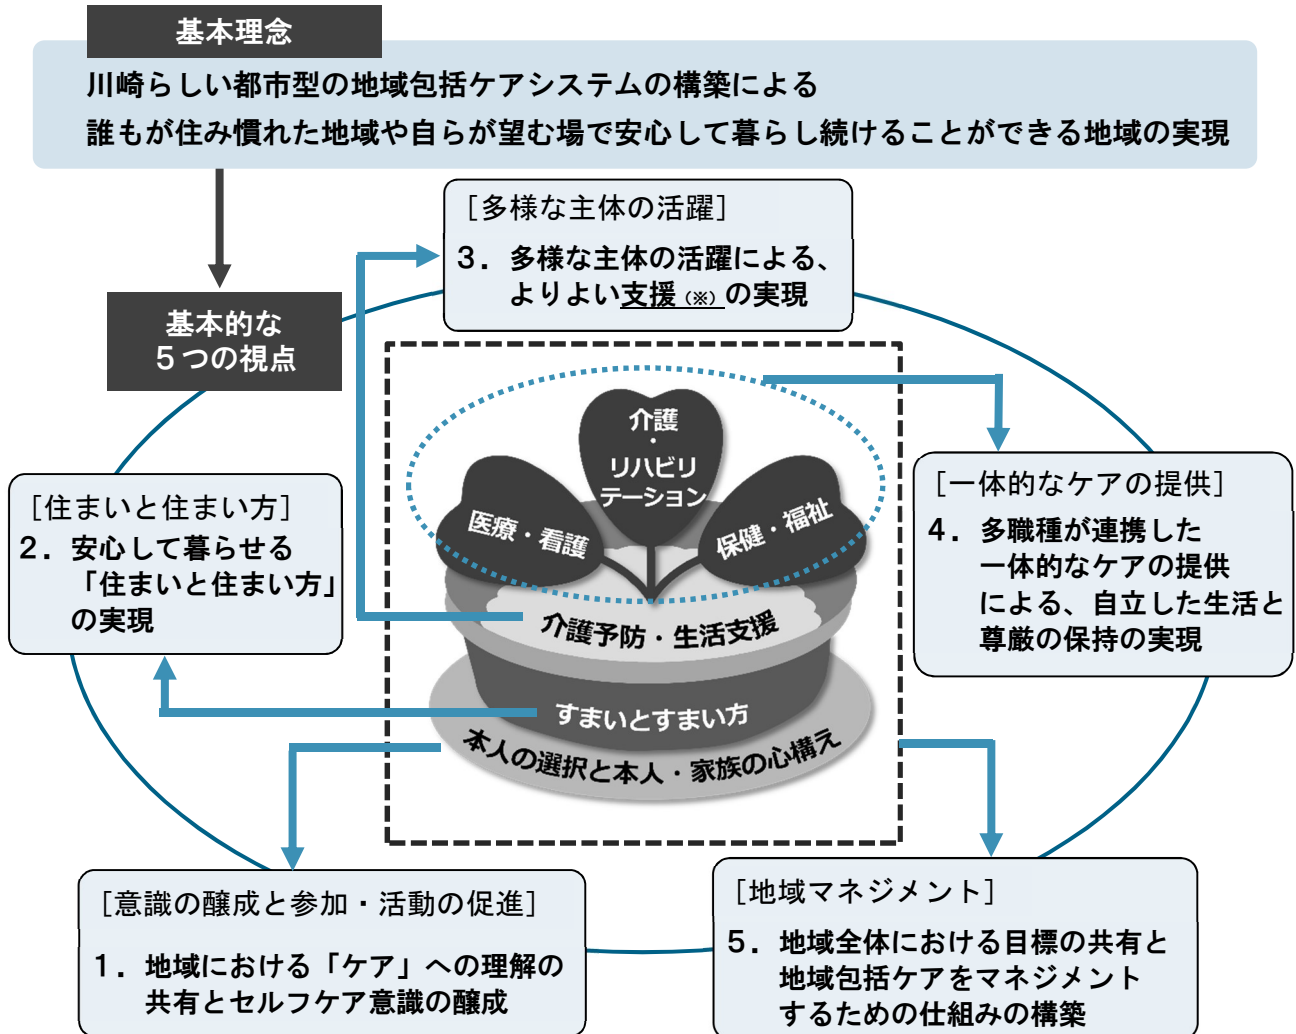 基本理念
川崎らしい都市型の地域包括ケアシステムの構築による
誰もが住み慣れた地域や自らが望む場で安心して暮らし続けることができる地域の実現
基本的な
５つの視点
［多様な主体の活躍］
３．多様な主体の活躍による、
よりよい支援（※）の実現
［住まいと住まい方］
２．安心して暮らせる
「住まいと住まい方」
の実現
介護
・
リハビリ
テーション
医療・看護
保健・福祉
介護予防・生活支援
すまいとすまい方
本人の選択と本人・家族の心構え
［一体的なケアの提供］
４．多職種が連携した
一体的なケアの提供
による、自立した生活と
尊厳の保持の実現
［意識の醸成と参加・活動の促進］
１．地域における「ケア」への理解の
共有とセルフケア意識の醸成
［地域マネジメント］
５．地域全体における目標の共有と
地域包括ケアをマネジメント
するための仕組みの構築